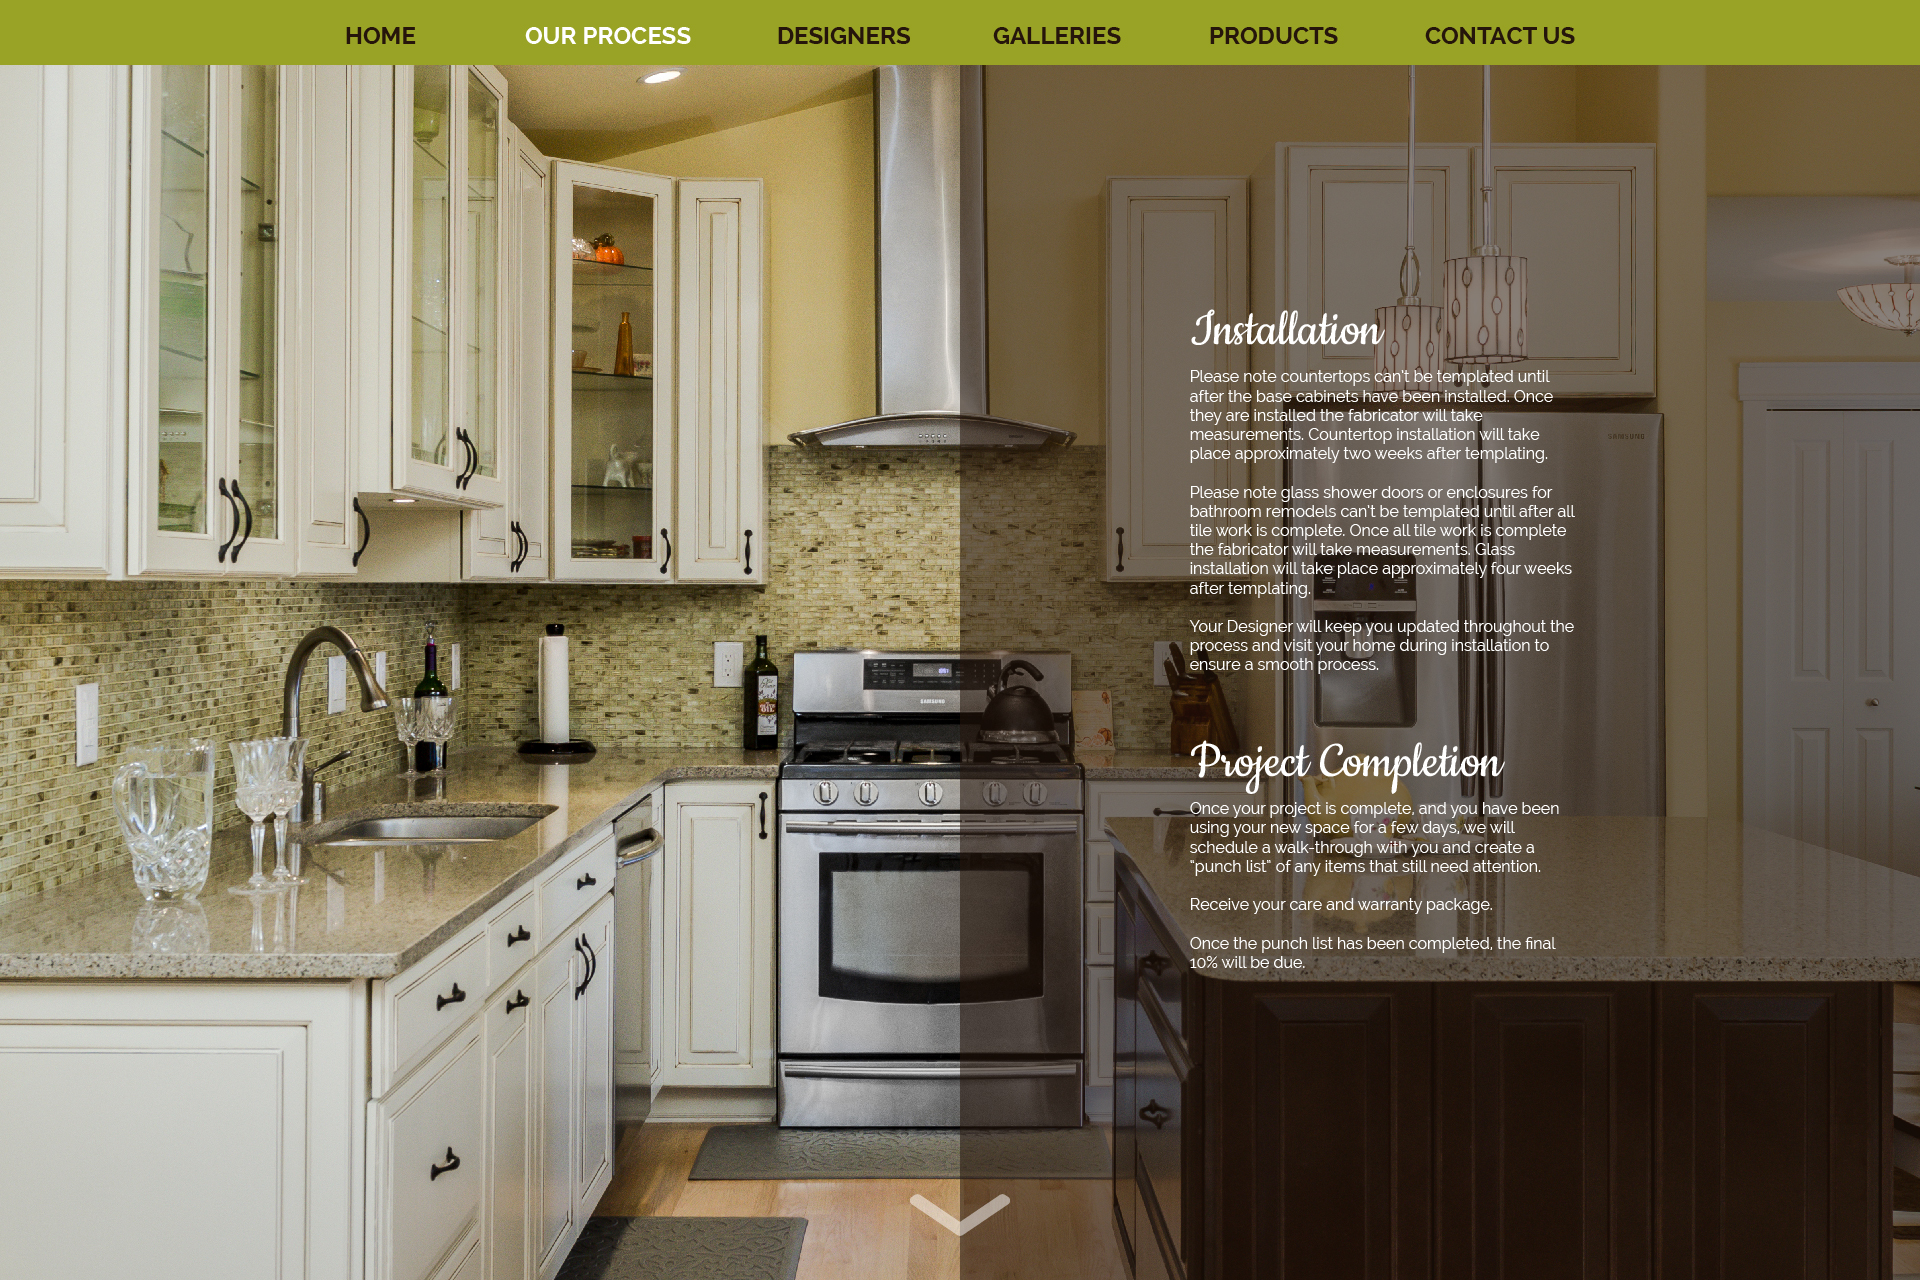 HOME OUR PROCESS DESIGNERS GALLERIES PRODUCTS CONTACT US
Installation
Please note countertops can't be templated until
after the base cabinets have been installed. Once
they are installed the fabricator will take
measurements. Countertop installation will take
place approximately two weeks after templating.
Please note glass shower doors or enclosures for
bathroom remodels can't be templated until after all
tile work is complete. Once all tile work is complete
the fabricator will take measurements. Glass
installation will take place approximately four weeks
after templating.
Your Designer will keep you updated throughout the
process and visit your home during installation to
ensure a smooth process.
Project Completion
Once your project is complete, and you have been
using your new space for a few days, we will
schedule a walk-through with you and create a
"punch list" of any items that still need attention.
Receive your care and warranty package.
Once the punch list has been completed, the final
10% will be due.
SAMSUNG
SAMSUNG